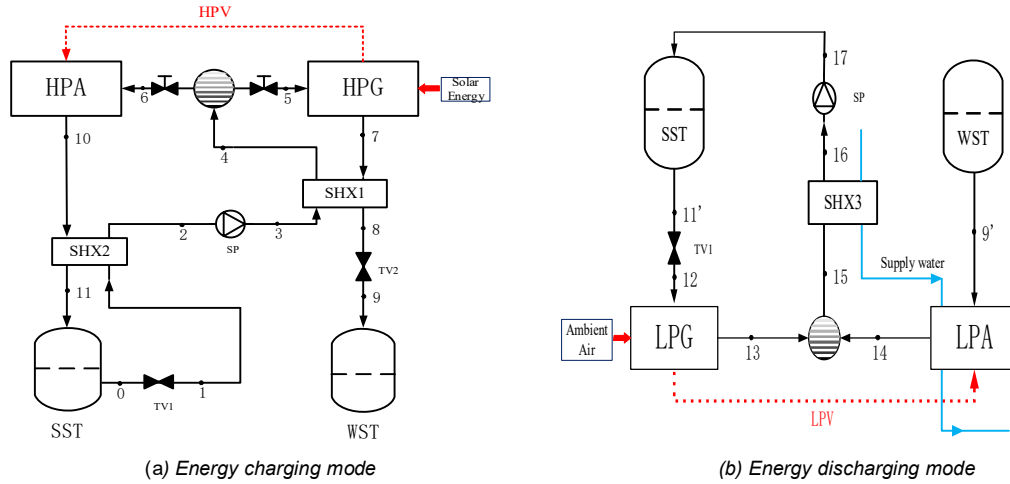 HPV
HPA
6
5
HPG
Solar
Energy
10
4
7
SHX1
2
3
SP
8
SHX2
TV2
11
9
0
1
TV1
SST
WST
(a) Energy charging mode
17
SP
SST
WST
16
SHX3
11'
9'
TV1
Supply water
12
15
Ambient
Air
LPG
13
14
LPA
LPV
(b) Energy discharging mode